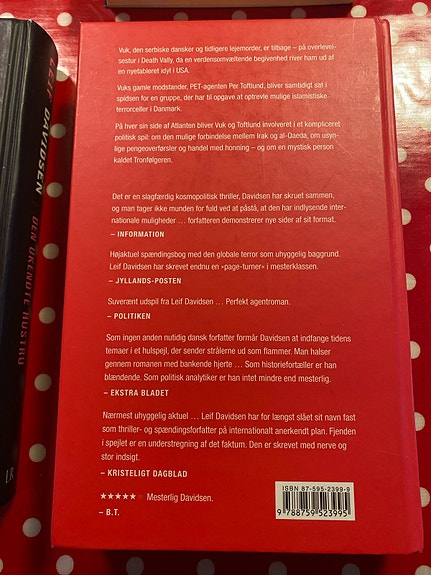 Vuk, den serbiske dansker og tidligere lejemorder, er tilbage – på overlevel-
sestur i Death Vally, da en verdensomvæltende begivenhed river ham ud af
en nyetableret idyl i USA.
Vuks gamle modstander, PET-agenten Per Toftlund, bliver samtidigt sat i
spidsen for en gruppe, der har til opgave at optrevle mulige islamistiske
terrorceller i Danmark.
På hver sin side af Atlanten bliver Vuk og Toftlund involveret i et kompliceret
politisk spil: om den mulige forbindelse mellem Irak og al-Qaeda, om usyn-
lige pengeoverførsler og handel med honning – og om en mystisk person
kaldet Tronfølgeren.
Det er en slagfærdig kosmopolitisk thriller, Davidsen har skruet sammen,
og man tager ikke munden for fuld ved at påstå, at den har indlysende inter-
nationale muligheder ... forfatteren demonstrerer nye sider af sit format.
– INFORMATION
Højaktuel spændingsbog med den globale terror som uhyggelig baggrund.
Leif Davidsen har skrevet endnu en »page-turner« i mesterklassen.
– JYLLANDS-POSTEN
Suverænt udspil fra Leif Davidsen ... Perfekt agentroman.
– POLITIKEN
Som ingen anden nutidig dansk forfatter formår Davidsen at indfange tidens
temaer i et hulspejl, der sender strålerne ud som flammer. Man halser
gennem romanen med bankende hjerte ... Som historiefortæller er han
blændende. Som politisk analytiker er han intet mindre end mesterlig.
– EKSTRA BLADET
Nærmest uhyggelig aktuel ... Leif Davidsen har for længst slået sit navn fast
som thriller- og spændingsforfatter på internationalt anerkendt plan. Fjenden
i spejlet er en understregning af det faktum. Den er skrevet med nerve og
stor indsigt.
– KRISTELIGT DAGBLAD
★★★★★ Mesterlig Davidsen.
– B.T.
ISBN 87-595-2399-9
9 788759 523995
LEIF DAVIDSEN
DEN UKENDTE HUSTRU